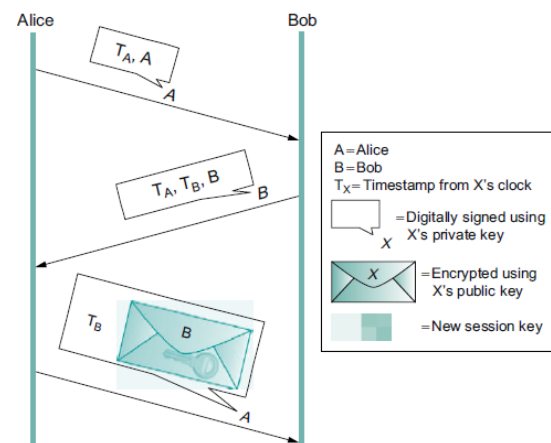 Alice
Bob
T_A, A
A
T_A, T_B, B
B
T_B
B
A
A=Alice
B=Bob
T_X=Timestamp from X's clock
=Digitally signed using
X's private key
X
X
=Encrypted using
X's public key
=New session key